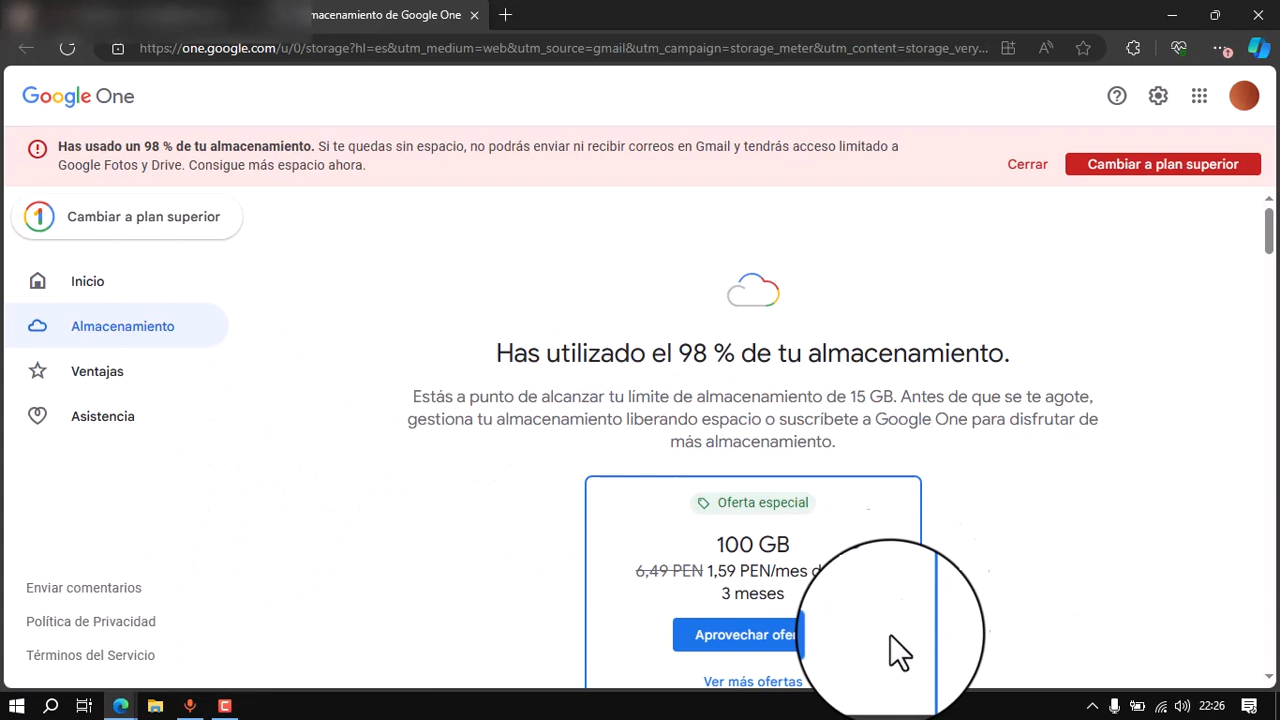 macenamiento de Google One
https://one.google.com/u/0/storage?hl=es&utm_medium=web&utm_source=gmail&utm_campaign=storage_meter&utm_content=storage_very...
Google One
Has usado un 98 % de tu almacenamiento. Si te quedas sin espacio, no podrás enviar ni recibir correos en Gmail y tendrás acceso limitado a
Google Fotos y Drive. Consigue más espacio ahora.
Cerrar
Cambiar a plan superior
1 Cambiar a plan superior
Inicio
Almacenamiento
Ventajas
Asistencia
Has utilizado el 98 % de tu almacenamiento.
Estás a punto de alcanzar tu límite de almacenamiento de 15 GB. Antes de que se te agote,
gestiona tu almacenamiento liberando espacio o suscríbete a Google One para disfrutar de
más almacenamiento.
Oferta especial
100 GB
6,49 PEN 1,59 PEN/mes
3 meses
Aprovechar ofer
Ver más ofertas
Enviar comentarios
Política de Privacidad
Términos del Servicio
22:26